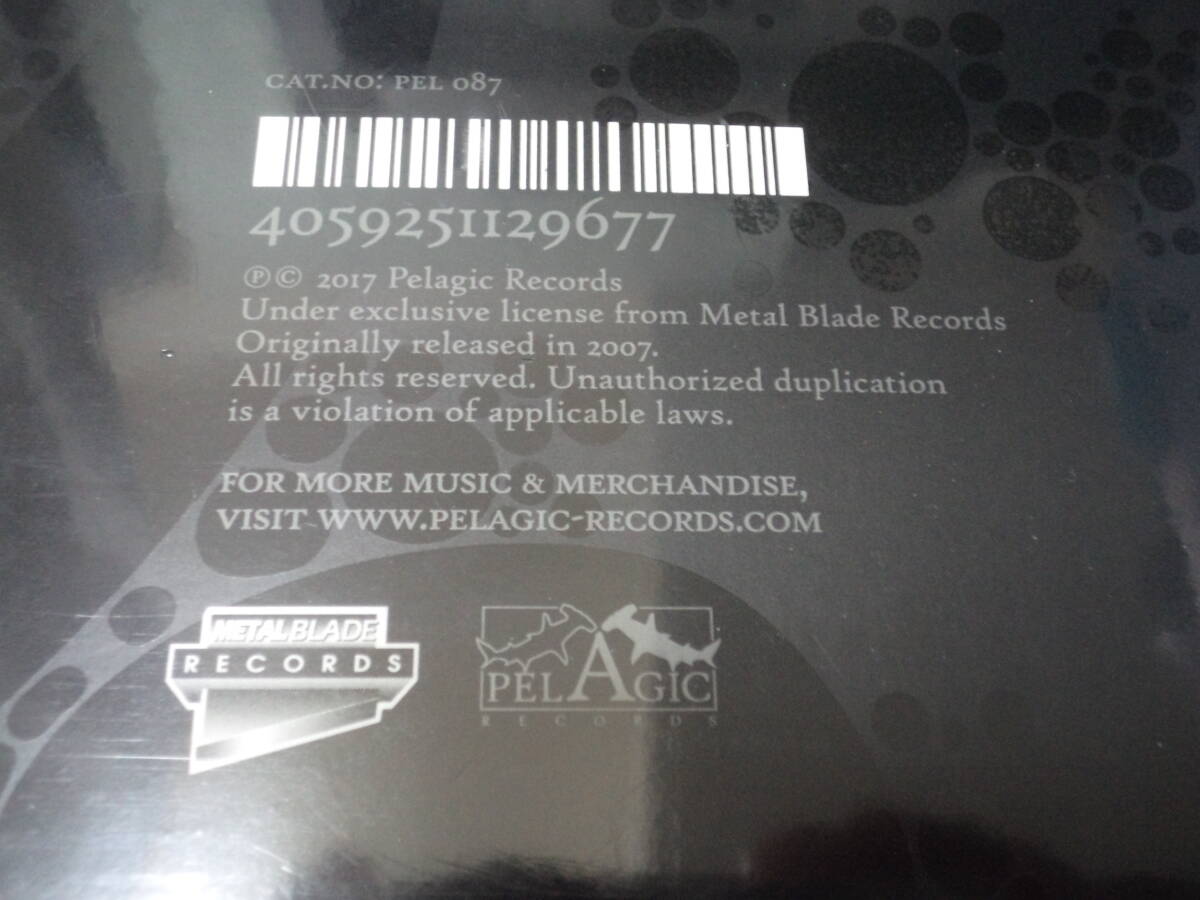 CAT.NO: PEL 087
4059251129677
℗© 2017 Pelagic Records
Under exclusive license from Metal Blade Records
Originally released in 2007.
All rights reserved. Unauthorized duplication
is a violation of applicable laws.
FOR MORE MUSIC & MERCHANDISE,
VISIT WWW.PELAGIC-RECORDS.COM
METAL BLADE
RECORDS
PELAGIC
RECORDS